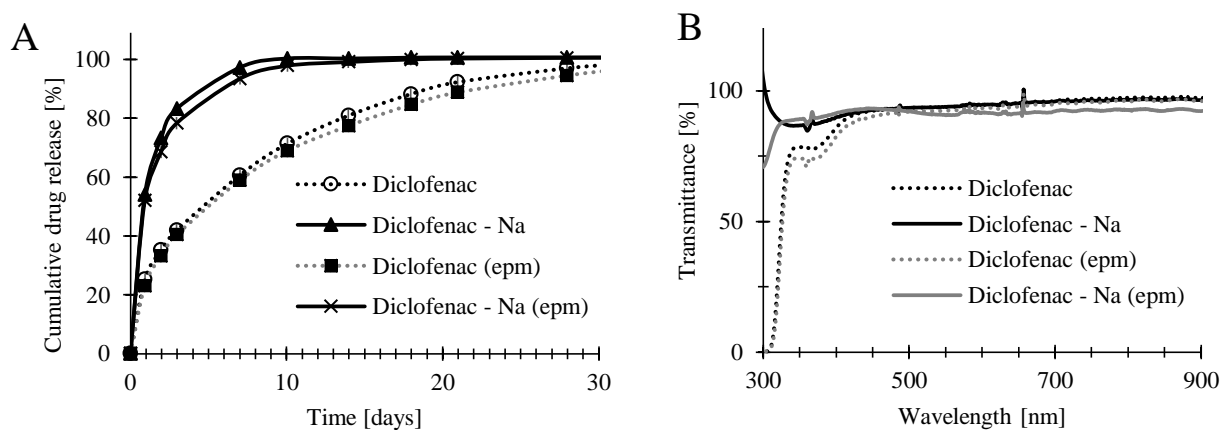 A
Cumulative drug release [%]
100
80
60
40
20
0
0
10
20
30
Time [days]
Diclofenac
Diclofenac - Na
Diclofenac (epm)
Diclofenac - Na (epm)
B
Transmittance [%]
100
50
0
300
500
700
900
Wavelength [nm]
Diclofenac
Diclofenac - Na
Diclofenac (epm)
Diclofenac - Na (epm)